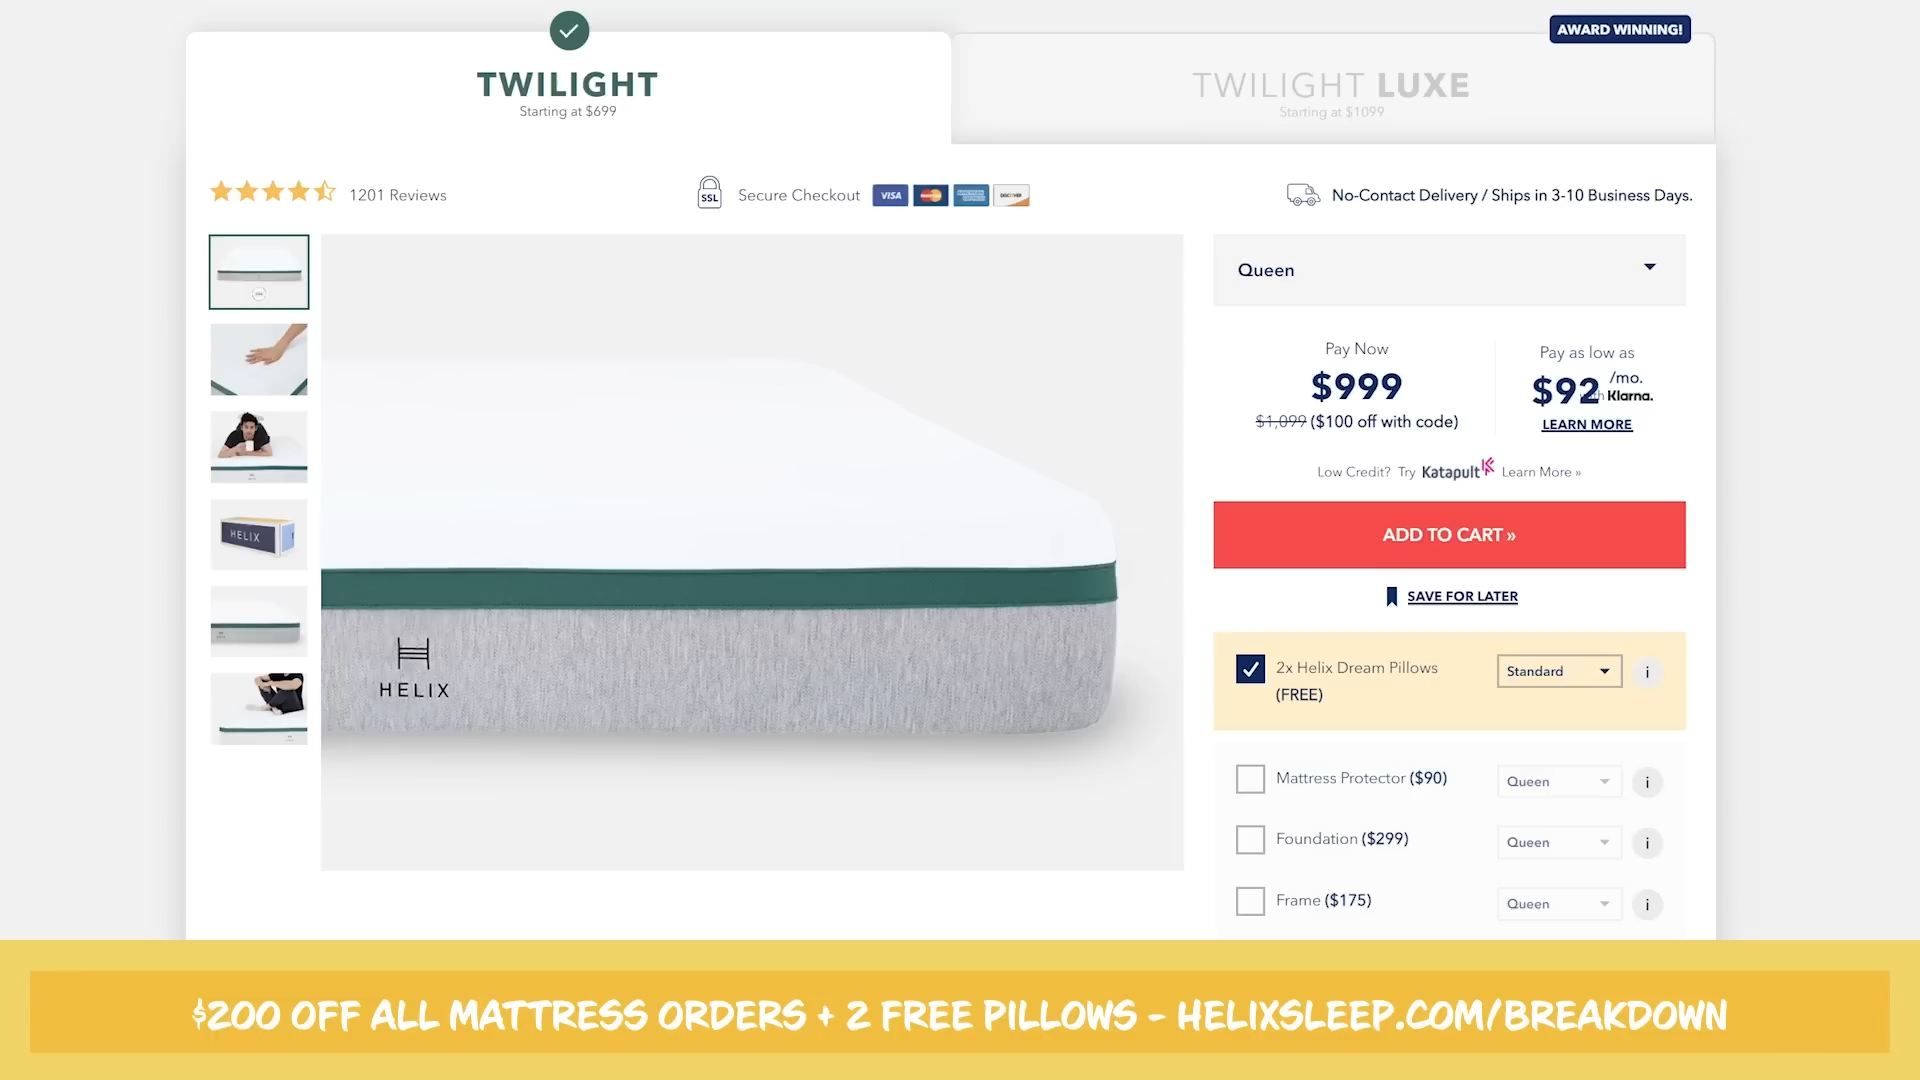 AWARD WINNING!
TWILIGHT
Starting at $699
TWILIGHT LUXE
Starting at $1099
1201 Reviews
SSL
Secure Checkout
VISA
DISCOVER
No-Contact Delivery / Ships in 3-10 Business Days.
Queen
Pay Now
$999
$1,099 ($100 off with code)
Pay as low as
$92 /mo.
Klarna.
LEARN MORE
Low Credit? Try Katapult Learn More »
ADD TO CART »
SAVE FOR LATER
2x Helix Dream Pillows
(FREE)
Standard
i
Mattress Protector ($90)
Queen
i
Foundation ($299)
Queen
i
Frame ($175)
Queen
i
HELIX
HELIX
$200 OFF ALL MATTRESS ORDERS + 2 FREE PILLOWS - HELIXSLEEP.COM/BREAKDOWN